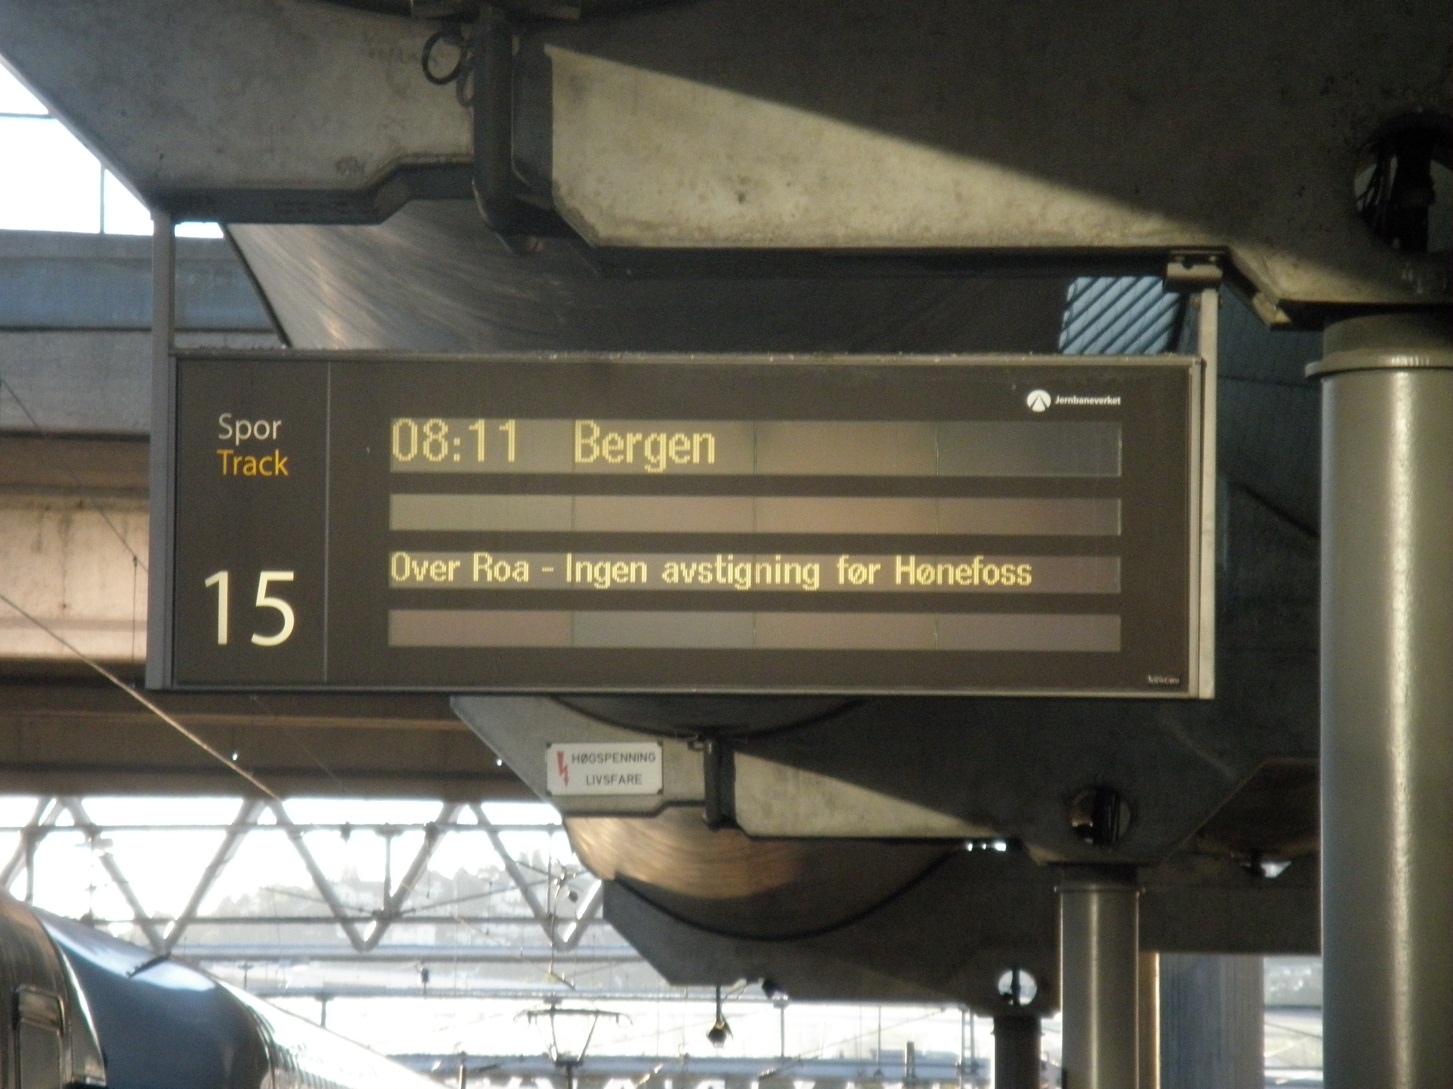 Spor
Track
15
Jernbaneverket
08:11 Bergen
Over Roa - Ingen avstigning før Hønefoss
HØGSPENNING
LIVSFARE